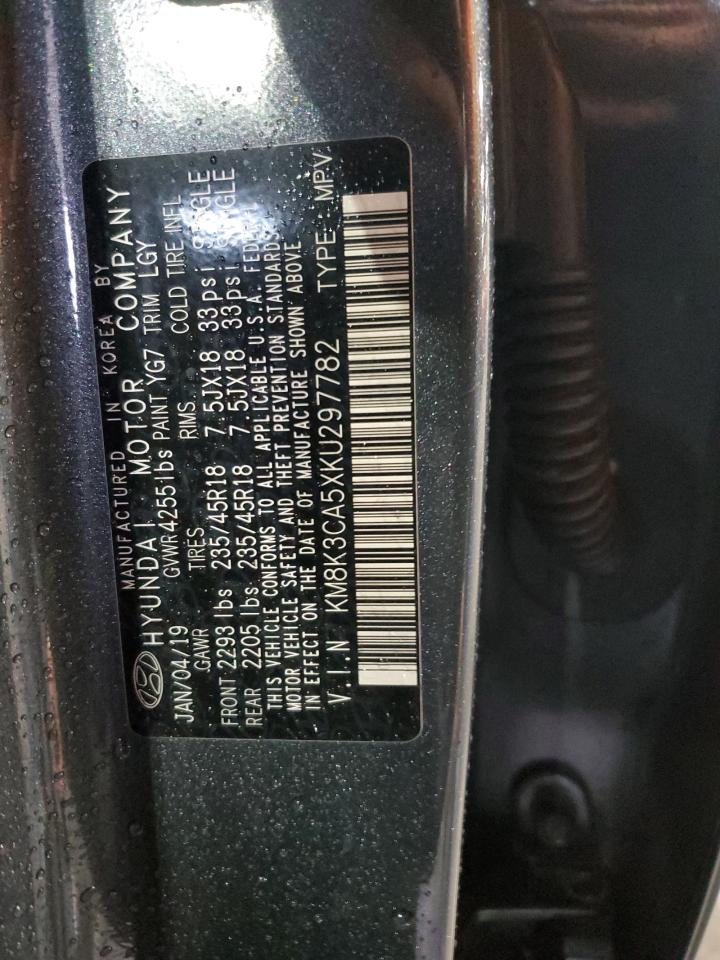 MANUFACTURED IN KOREA BY
HYUNDAI MOTOR COMPANY
JAN/04/19 GVWR 4255 lbs PAINT YG7 TRIM LGY
GAWR TIRES RIMS COLD TIRE INFL
FRONT 2293 lbs 235/45R18 7.5JX18 33psi SINGLE
REAR 2205 lbs 235/45R18 7.5JX18 33psi SINGLE
THIS VEHICLE CONFORMS TO ALL APPLICABLE U.S.A. FEDERAL
MOTOR VEHICLE SAFETY AND THEFT PREVENTION STANDARDS
IN EFFECT ON THE DATE OF MANUFACTURE SHOWN ABOVE
V.I.N KM8K3CA5XKU297782 TYPE: MPV